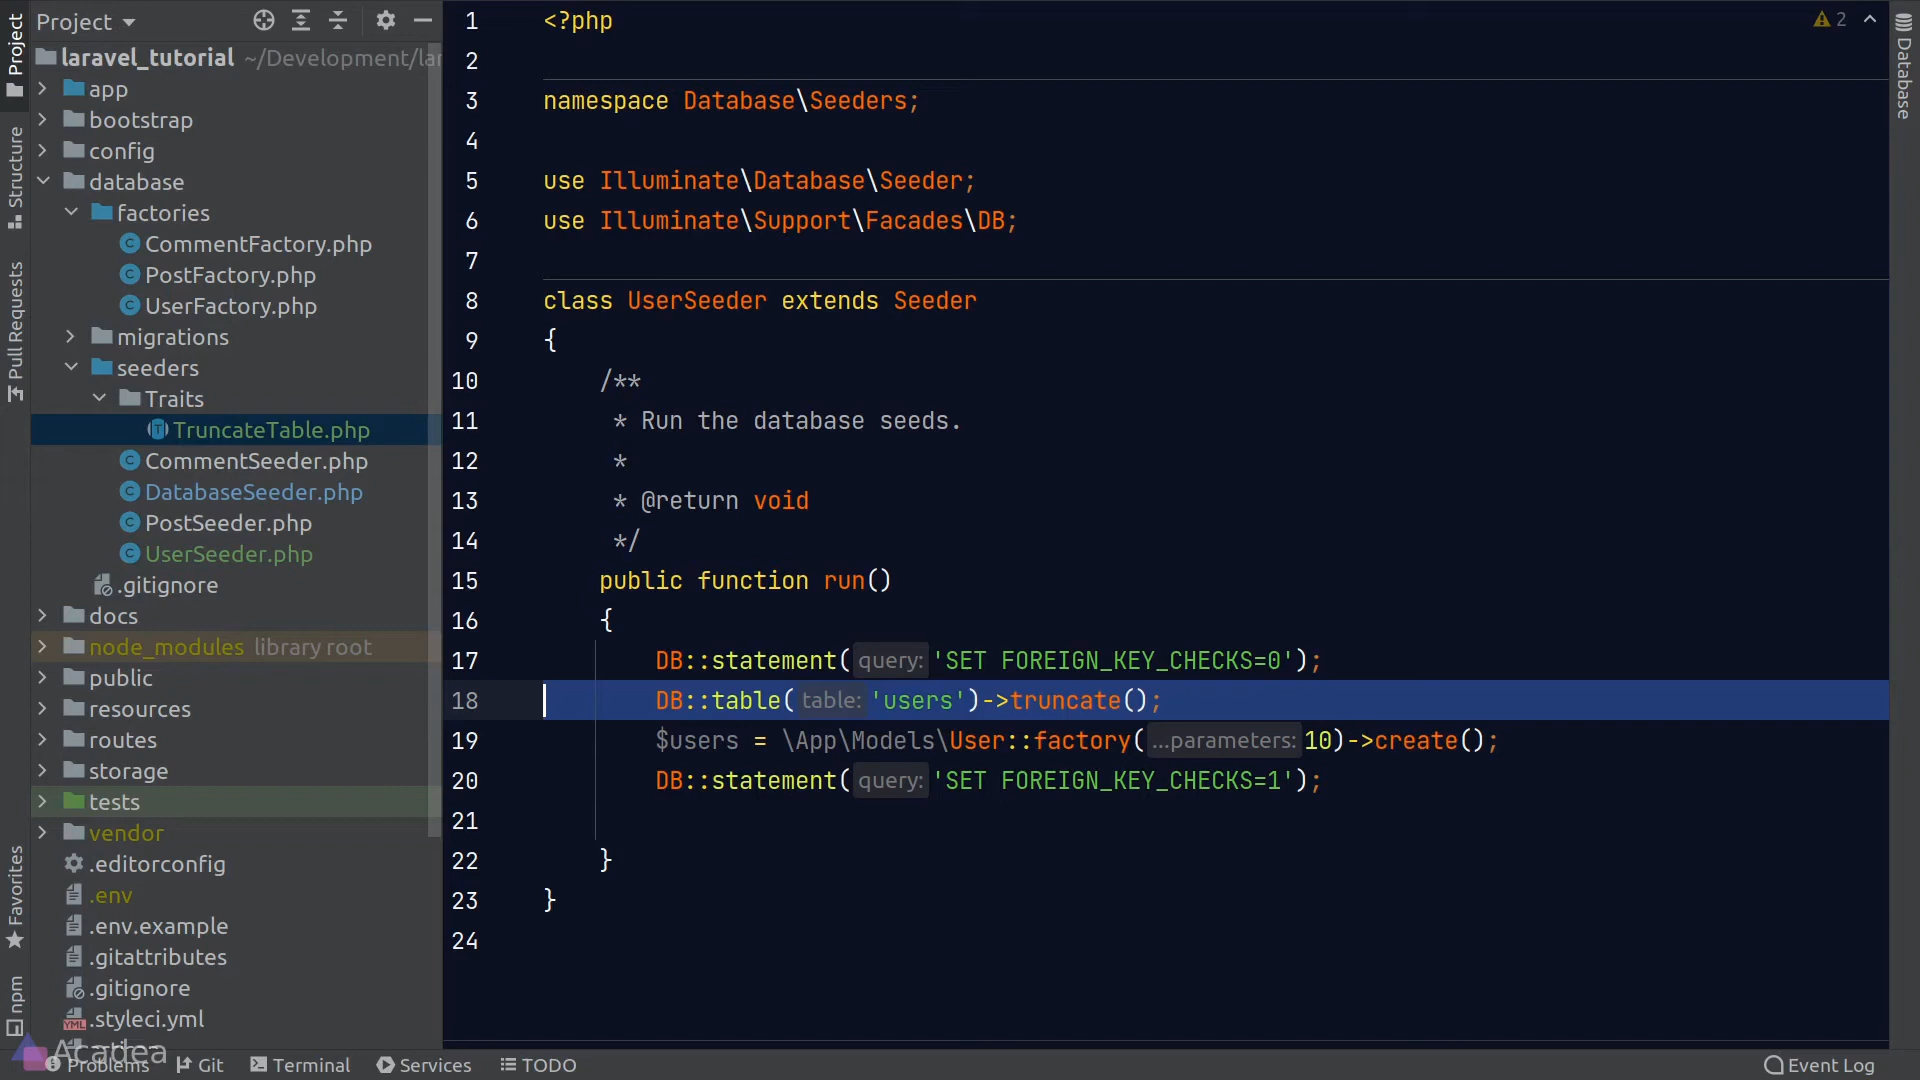 Project
laravel_tutorial ~/Development/la
app
bootstrap
config
database
factories
CommentFactory.php
PostFactory.php
UserFactory.php
migrations
seeders
Traits
TruncateTable.php
CommentSeeder.php
DatabaseSeeder.php
PostSeeder.php
UserSeeder.php
.gitignore
docs
node_modules library root
public
resources
routes
storage
tests
vendor
.editorconfig
.env
.env.example
.gitattributes
.gitignore
.styleci.yml
Project
Structure
Pull Requests
Favorites
npm
1 <?php
2
3 namespace Database\Seeders;
4
5 use Illuminate\Database\Seeder;
6 use Illuminate\Support\Facades\DB;
7
8 class UserSeeder extends Seeder
9 {
10 /**
11 * Run the database seeds.
12 *
13 * @return void
14 */
15 public function run()
16 {
17 DB::statement( query: 'SET FOREIGN_KEY_CHECKS=0');
18 DB::table( table: 'users')->truncate();
19 $users = \App\Models\User::factory( ...parameters: 10)->create();
20 DB::statement( query: 'SET FOREIGN_KEY_CHECKS=1');
21
22 }
23 }
24
2
Database
Acadea
Problems Git Terminal Services TODO Event Log